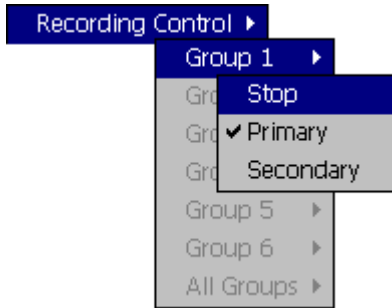 Recording Control
Group 1
Stop
Primary
Secondary
Group 5
Group 6
All Groups